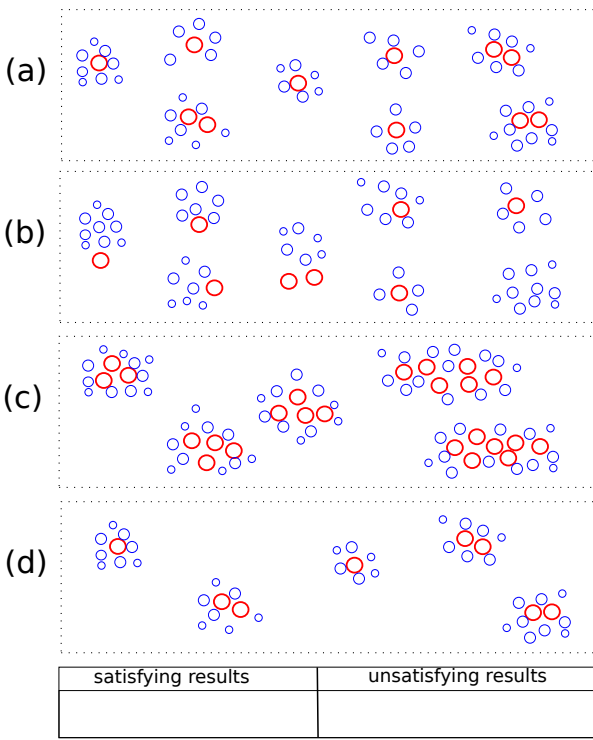 (a)
(b)
(c)
(d)
satisfying results unsatisfying results